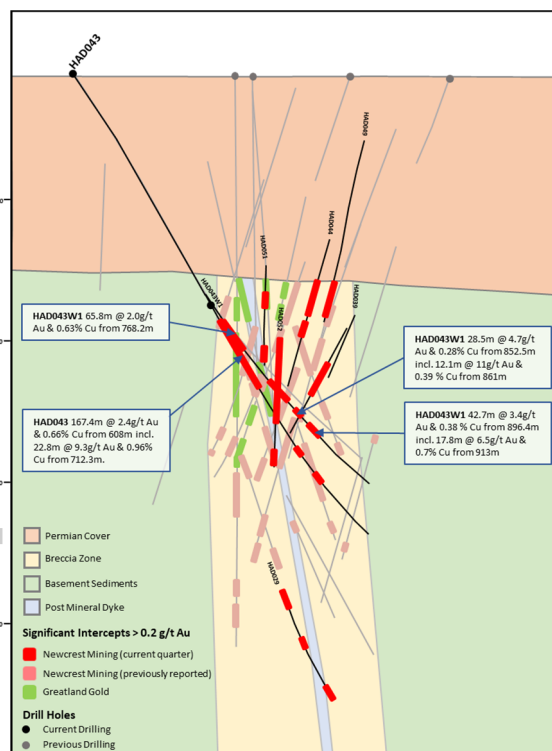 HAD043
HAD049
HAD044
HAD051
HAD039
HAD043W1
HAD052
HAD043W1 65.8m @ 2.0g/t
Au & 0.63% Cu from 768.2m
HAD043W1 28.5m @ 4.7g/t
Au & 0.28% Cu from 852.5m
incl. 12.1m @ 11g/t Au &
0.39 % Cu from 861m
HAD043 167.4m @ 2.4g/t Au
& 0.66% Cu from 608m incl.
22.8m @ 9.3g/t Au & 0.96%
Cu from 712.3m.
HAD043W1 42.7m @ 3.4g/t
Au & 0.38 % Cu from 896.4m
incl. 17.8m @ 6.5g/t Au &
0.7% Cu from 913m
HAD029
Permian Cover
Breccia Zone
Basement Sediments
Post Mineral Dyke
Significant Intercepts > 0.2 g/t Au
Newcrest Mining (current quarter)
Newcrest Mining (previously reported)
Greatland Gold
Drill Holes
Current Drilling
Previous Drilling